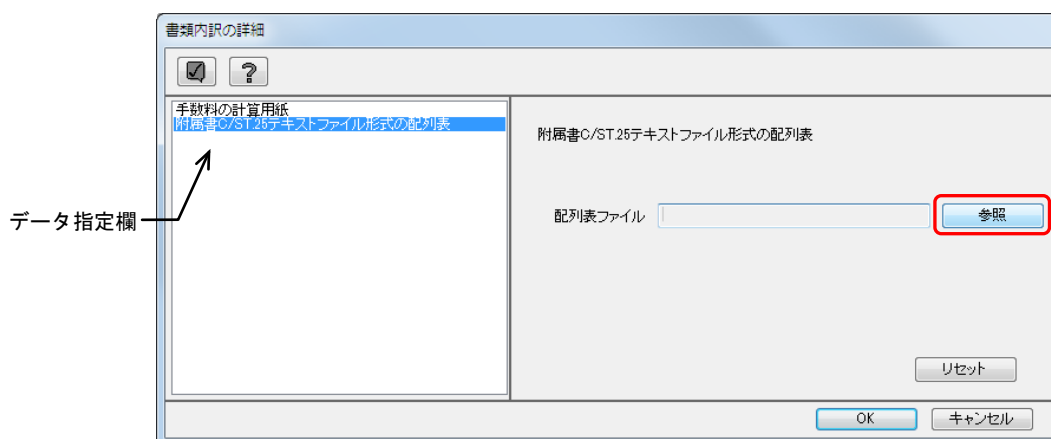 書類内訳の詳細
?
手数料の計算用紙
附属書C/ST.25テキストファイル形式の配列表
データ指定欄
附属書C/ST.25テキストファイル形式の配列表
配列表ファイル
参照
リセット
OK
キャンセル